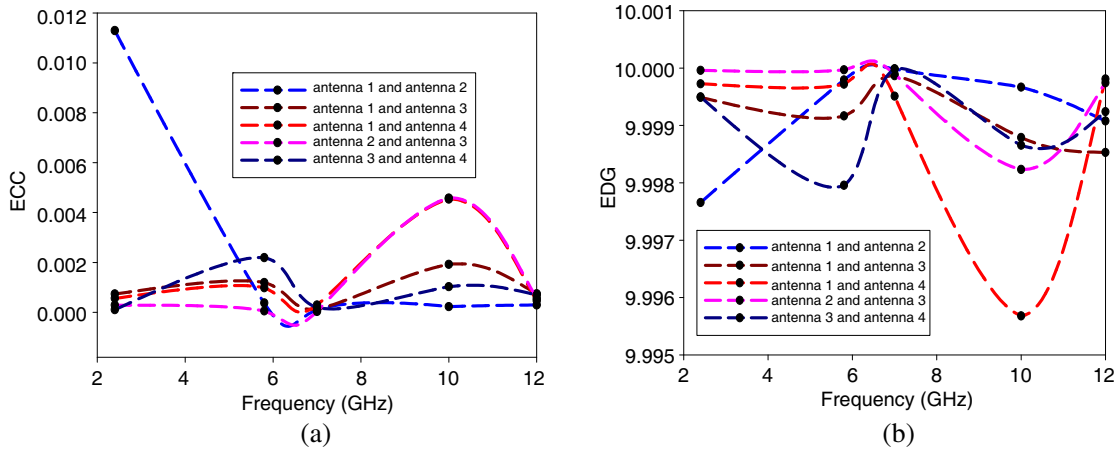 0.012
0.010
0.008
0.006
0.004
0.002
0.000
ECC
antenna 1 and antenna 2
antenna 1 and antenna 3
antenna 1 and antenna 4
antenna 2 and antenna 3
antenna 3 and antenna 4
2 4 6 8 10 12
Frequency (GHz)
(a)
10.001
10.000
9.999
9.998
9.997
9.996
9.995
EDG
antenna 1 and antenna 2
antenna 1 and antenna 3
antenna 1 and antenna 4
antenna 2 and antenna 3
antenna 3 and antenna 4
2 4 6 8 10 12
Frequency (GHz)
(b)